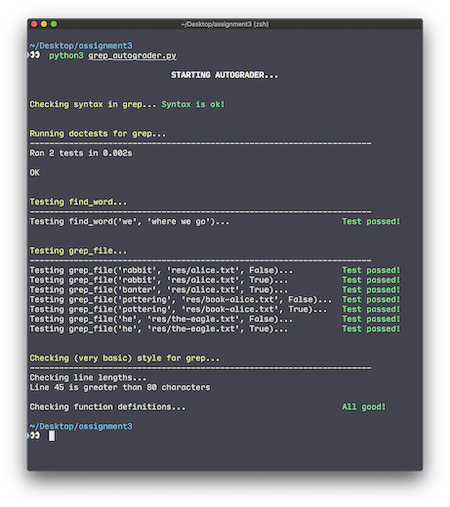 ~/Desktop/assignment3 (zsh)
~/Desktop/assignment3
python3 grep_autograder.py
STARTING AUTOGRADER...
Checking syntax in grep... Syntax is ok!
Running doctests for grep...
Ran 2 tests in 0.002s
OK
Testing find_word...
Testing find_word('we', 'where we go')... Test passed!
Testing grep_file...
Testing grep_file('rabbit', 'res/alice.txt', False)... Test passed!
Testing grep_file('rabbit', 'res/alice.txt', True)... Test passed!
Testing grep_file('banter', 'res/alice.txt', True)... Test passed!
Testing grep_file('pattering', 'res/book-alice.txt', False)... Test passed!
Testing grep_file('pattering', 'res/book-alice.txt', True)... Test passed!
Testing grep_file('he', 'res/the-eagle.txt', False)... Test passed!
Testing grep_file('he', 'res/the-eagle.txt', True)... Test passed!
Checking (very basic) style for grep...
Checking line lengths...
Line 45 is greater than 80 characters
Checking function definitions... All good!
~/Desktop/assignment3